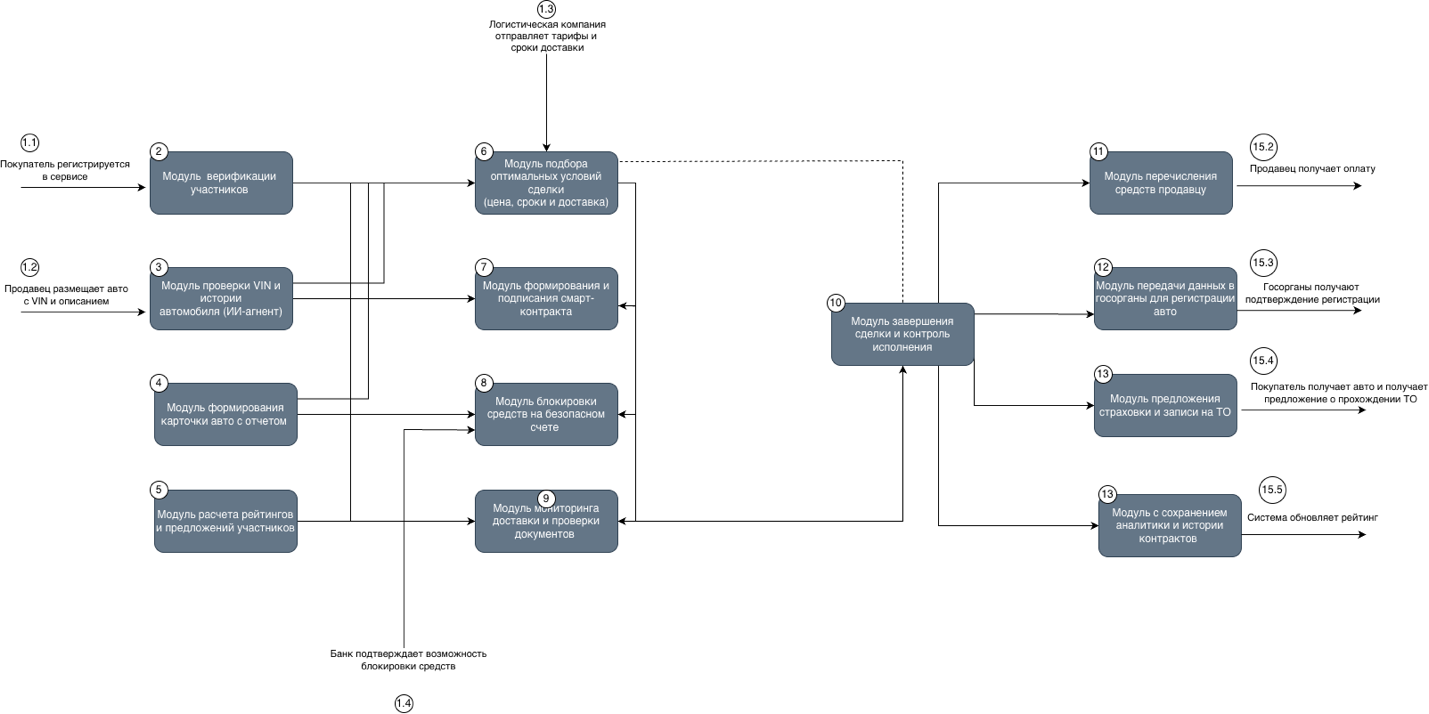 1.3
Логистическая компания
отправляет тарифы и
сроки доставки
1.1
Покупатель регистрируется
в сервисе
2
Модуль верификации
участников
6
Модуль подбора
оптимальных условий
сделки
(цена, сроки и доставка)
11
Модуль перечисления
средств продавцу
15.2
Продавец получает оплату
1.2
Продавец размещает авто
с VIN и описанием
3
Модуль проверки VIN и
истории
автомобиля (ИИ-агнент)
7
Модуль формирования и
подписания смарт-
контракта
10
Модуль завершения
сделки и контроль
исполнения
12
Модуль передачи данных в
госорганы для регистрации
авто
15.3
Госорганы получают
подтверждение регистрации
4
Модуль формирования
карточки авто с отчетом
8
Модуль блокировки
средств на безопасном
счете
13
Модуль предложения
страховки и записи на ТО
15.4
Покупатель получает авто и получает
предложение о прохождении ТО
5
Модуль расчета рейтингов
и предложений участников
9
Модуль мониторинга
доставки и проверки
документов
13
Модуль с сохранением
аналитики и истории
контрактов
15.5
Система обновляет рейтинг
Банк подтверждает возможность
блокировки средств
1.4